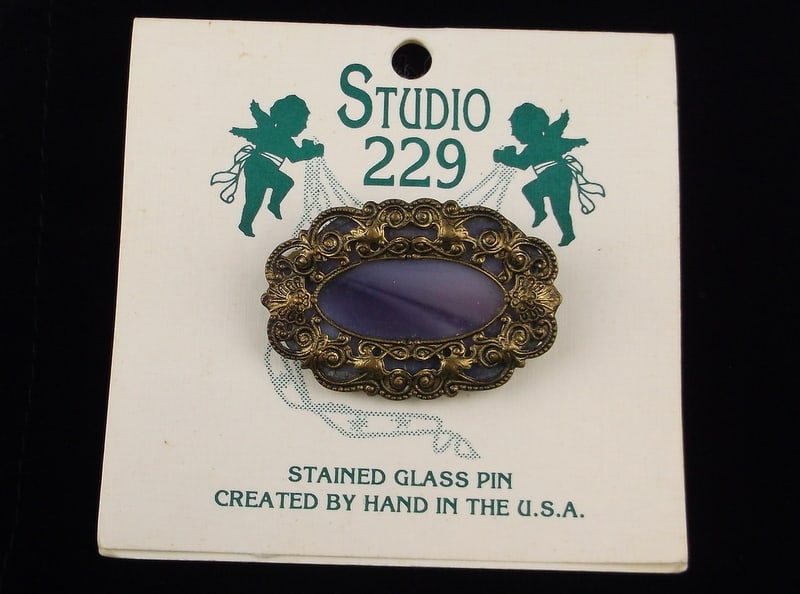 STUDIO
229
STAINED GLASS PIN
CREATED BY HAND IN THE U.S.A.